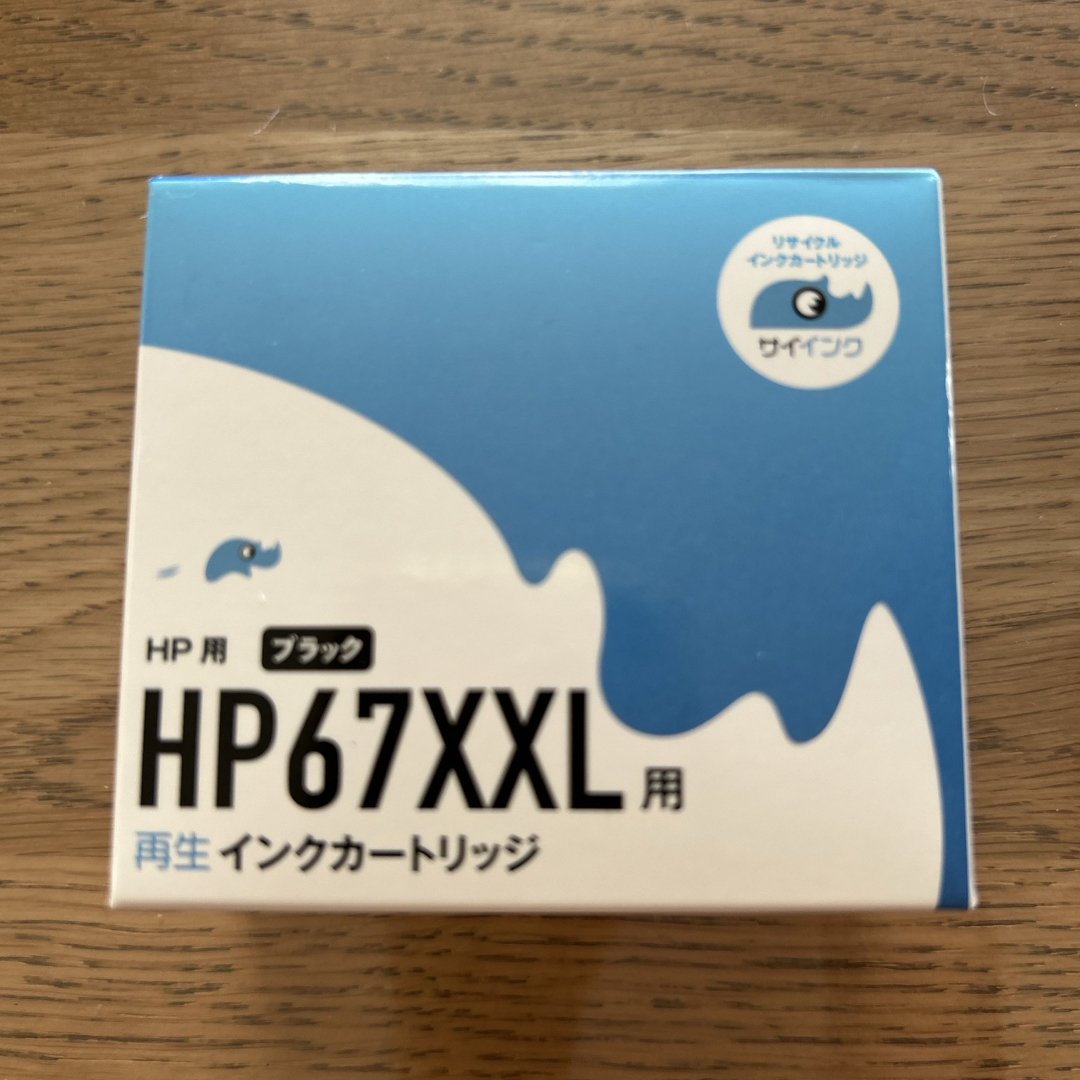 リサイクル
インクカートリッジ
サイインク
HP用 ブラック
HP67XXL用
再生インクカートリッジ